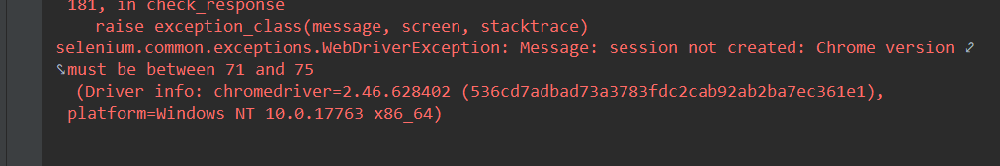 181, in check_response
raise exception_class(message, screen, stacktrace)
selenium.common.exceptions.WebDriverException: Message: session not created: Chrome version
must be between 71 and 75
(Driver info: chromedriver=2.46.628402 (536cd7adbad73a3783fdc2cab92ab2ba7ec361e1),
platform=Windows NT 10.0.17763 x86_64)